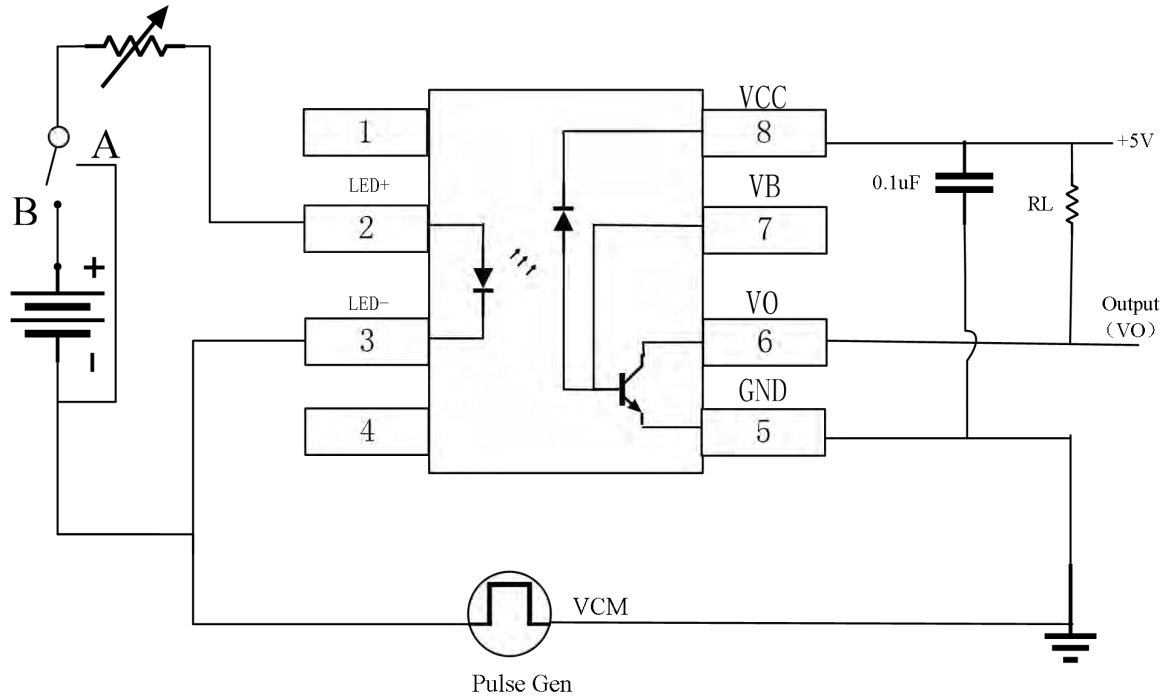 A
B
+
-
1
LED+
2
LED-
3
4
VCC
8
VB
7
VO
6
GND
5
+5V
0.1uF
RL
Output
（VO）
VCM
Pulse Gen